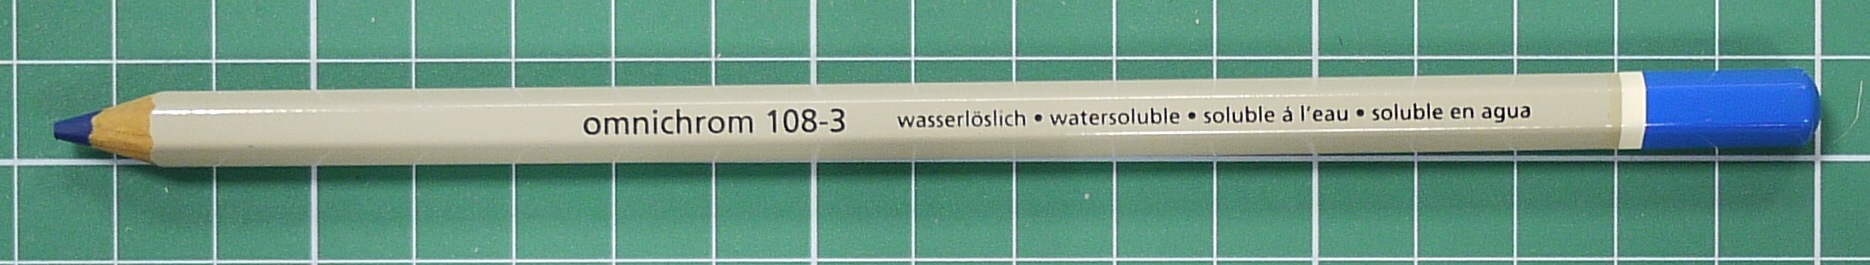 omnichrom 108-3 wasserlöslich • watersoluble • soluble á l'eau • soluble en agua